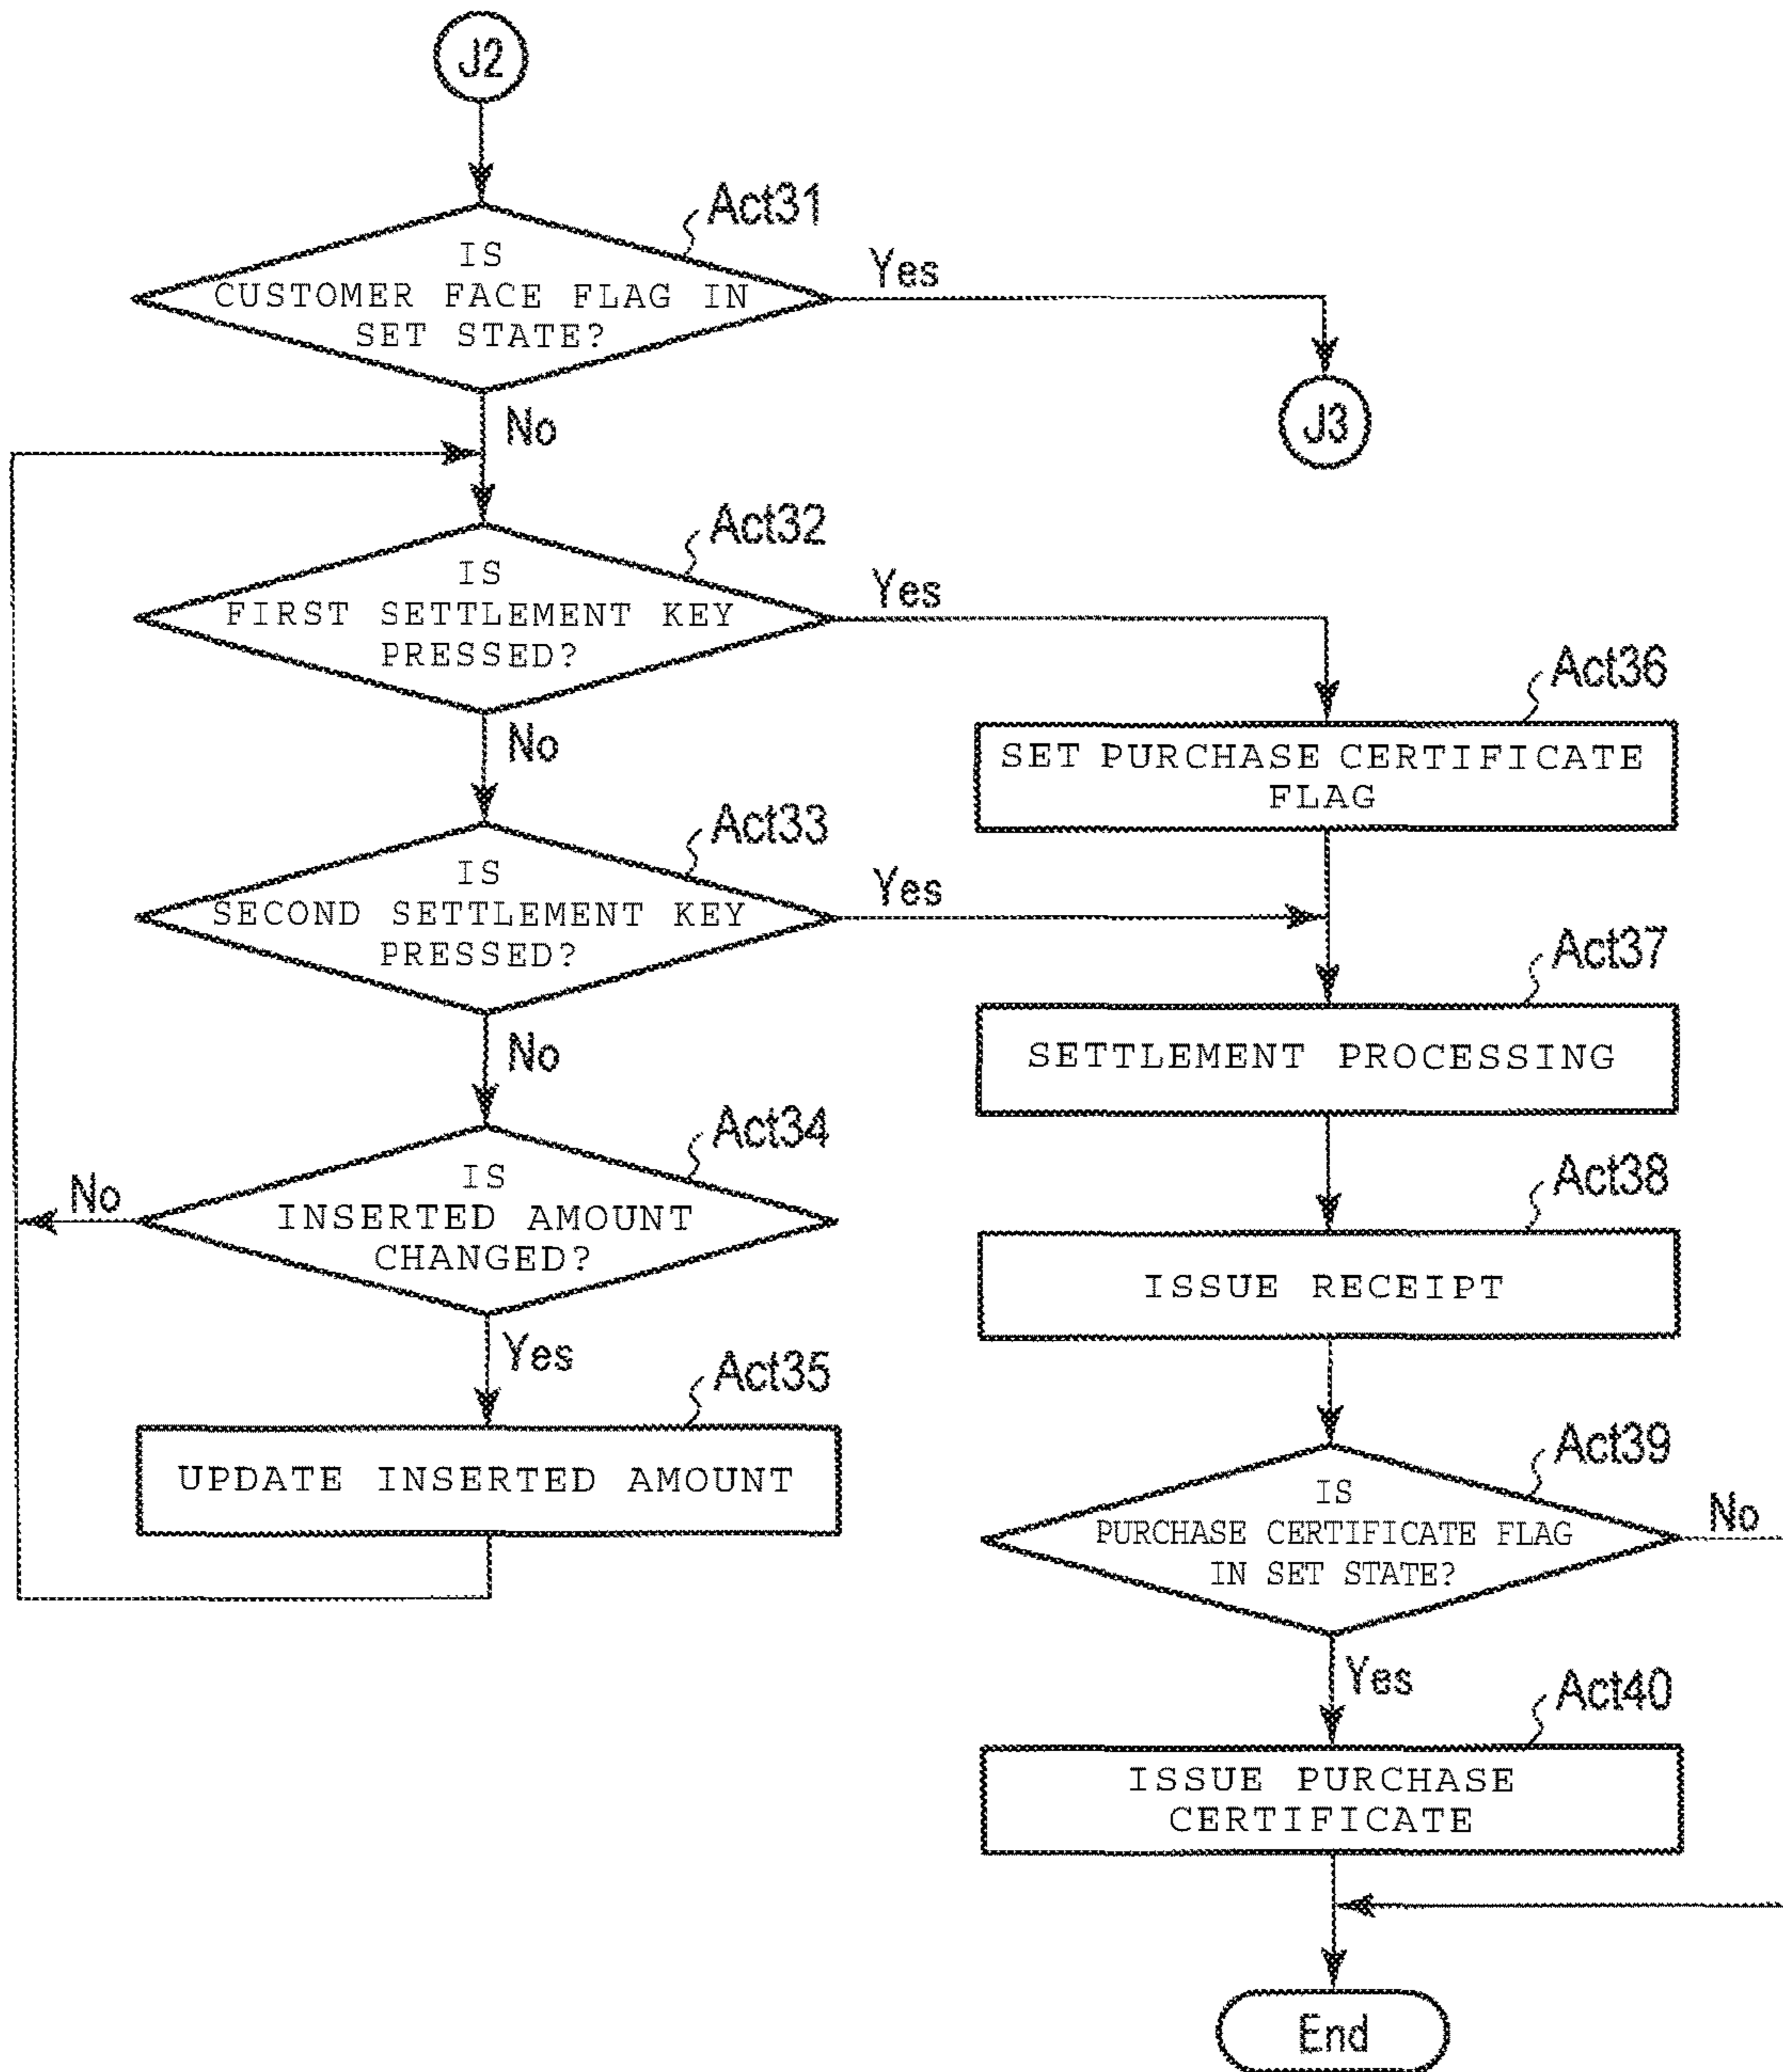 J2
Act31
IS
CUSTOMER FACE FLAG IN
SET STATE?
Yes
J3
No
Act32
IS
FIRST SETTLEMENT KEY
PRESSED?
Yes
No
Act33
IS
SECOND SETTLEMENT KEY
PRESSED?
Yes
No
Act34
IS
INSERTED AMOUNT
CHANGED?
No
Yes
Act35
UPDATE INSERTED AMOUNT
Act36
SET PURCHASE CERTIFICATE
FLAG
Act37
SETTLEMENT PROCESSING
Act38
ISSUE RECEIPT
Act39
IS
PURCHASE CERTIFICATE FLAG
IN SET STATE?
No
Yes
Act40
ISSUE PURCHASE
CERTIFICATE
End